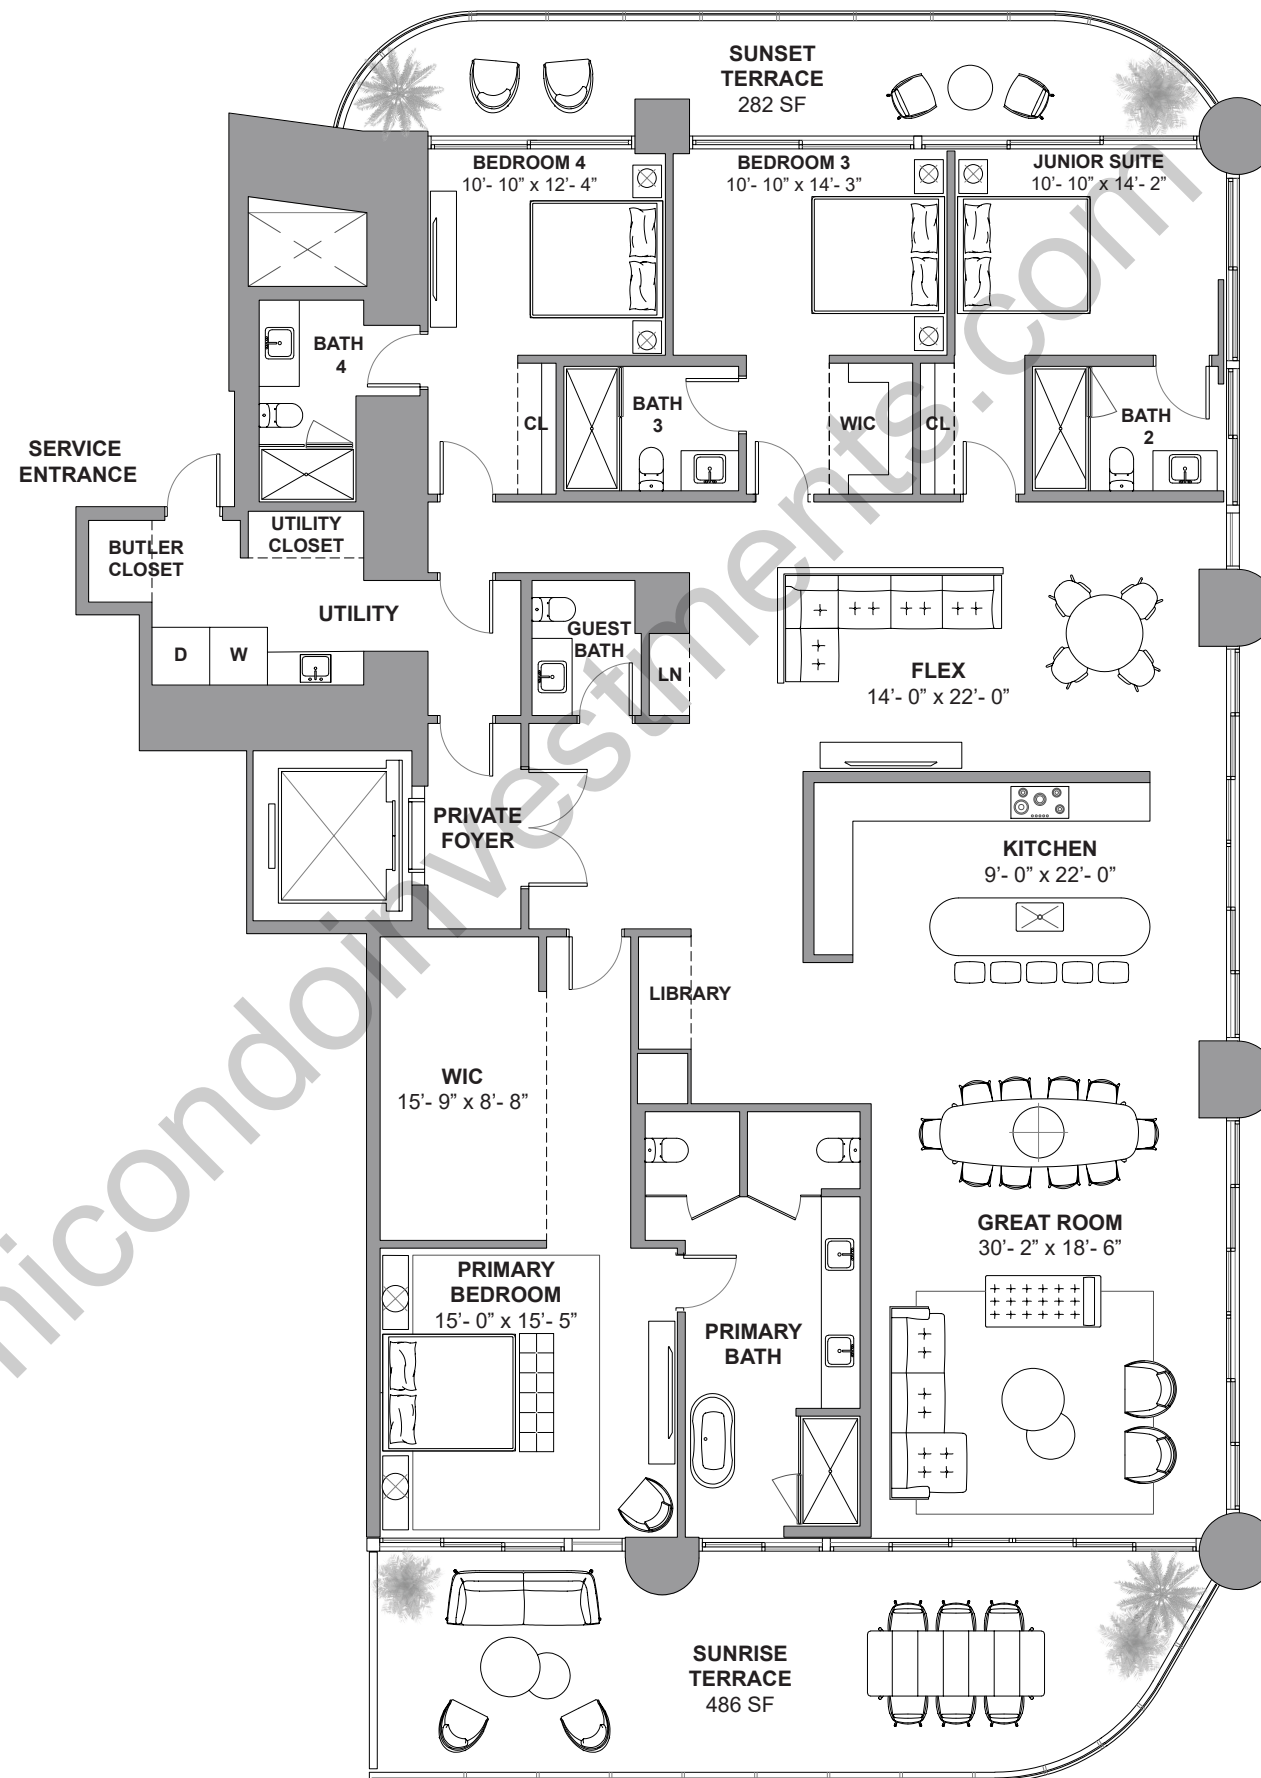 SUNSET
TERRACE
282 SF
BEDROOM 4
10'- 10” x 12'- 4”
BEDROOM 3
10'- 10” x 14'- 3”
JUNIOR SUITE
10'- 10” x 14'- 2”
BATH
4
CL
BATH
3
WIC
CL
BATH
2
SERVICE
ENTRANCE
UTILITY
CLOSET
BUTLER
CLOSET
UTILITY
D
W
GUEST
BATH
LN
FLEX
14'- 0” x 22'- 0”
PRIVATE
FOYER
KITCHEN
9'- 0” x 22'- 0”
LIBRARY
WIC
15'- 9” x 8'- 8”
GREAT ROOM
30'- 2” x 18'- 6”
PRIMARY
BEDROOM
15'- 0” x 15'- 5”
PRIMARY
BATH
SUNRISE
TERRACE
486 SF
micondoinvestments.com